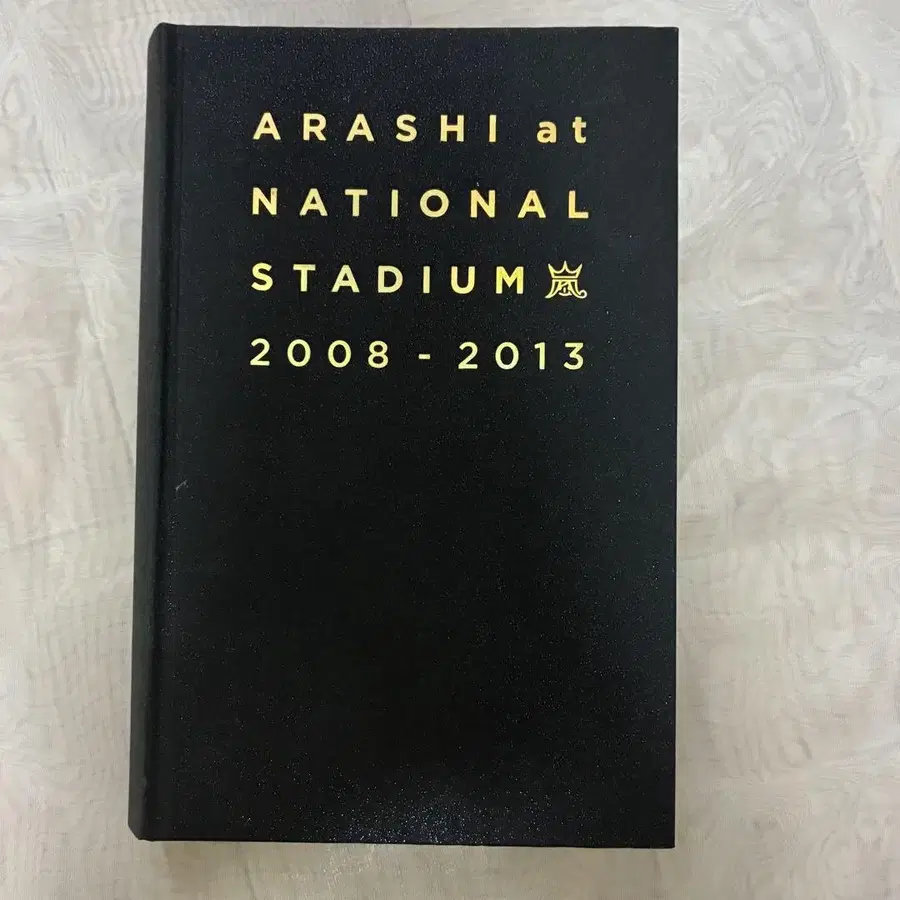 ARASHI at
NATIONAL
STADIUM 嵐
2008 - 2013